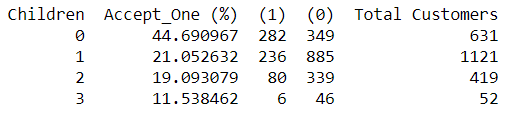 Children Accept_One (%) (1) (0) Total Customers
0 44.690967 282 349 631
1 21.052632 236 885 1121
2 19.093079 80 339 419
3 11.538462 6 46 52